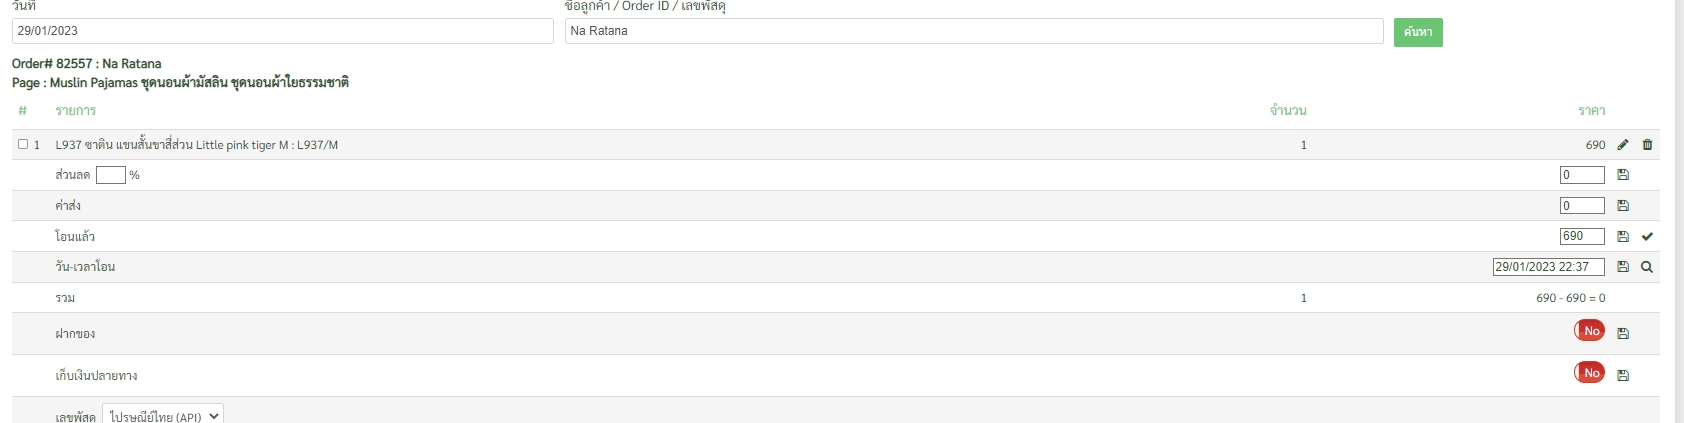 วันที่ ชื่อลูกค้า / Order ID / เลขพัสดุ
29/01/2023 Na Ratana ค้นหา
Order# 82557 : Na Ratana
Page : Muslin Pajamas ชุดนอนผ้ามัสลิน ชุดนอนผ้าใยธรรมชาติ
# รายการ จำนวน ราคา
1 L937 ซาติน แขนสั้นขาสี่ส่วน Little pink tiger M : L937/M 1 690
ส่วนลด % 0
ค่าส่ง 0
โอนแล้ว 690
วัน-เวลาโอน 29/01/2023 22:37
รวม 1 690 - 690 = 0
ฝากของ No
เก็บเงินปลายทาง No
เลขพัสดุ ไปรษณีย์ไทย (API)